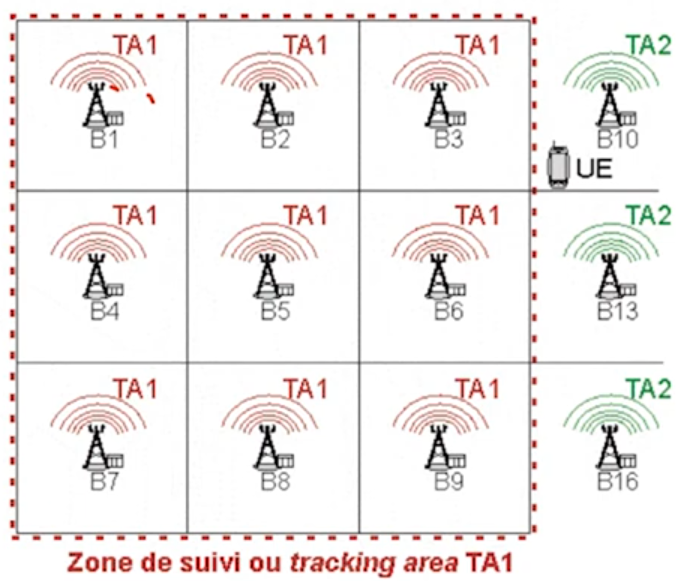 TA1 TA1 TA1 TA2
B1 B2 B3 B10
UE
TA1 TA1 TA1 TA2
B4 B5 B6 B13
TA1 TA1 TA1 TA2
B7 B8 B9 B16
Zone de suivi ou tracking area TA1